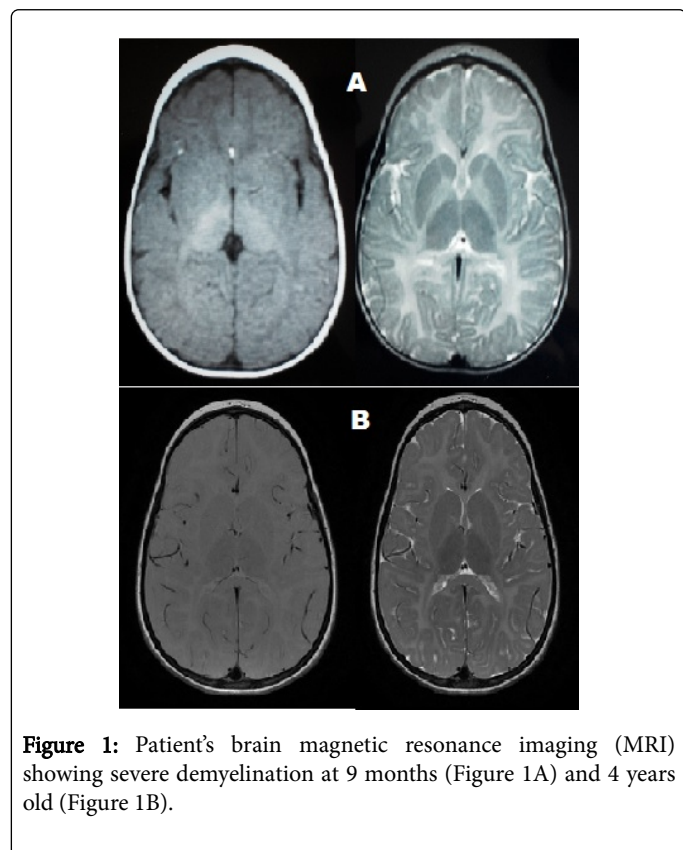 A
B
Figure 1: Patient's brain magnetic resonance imaging (MRI)
showing severe demyelination at 9 months (Figure 1A) and 4 years
old (Figure 1B).